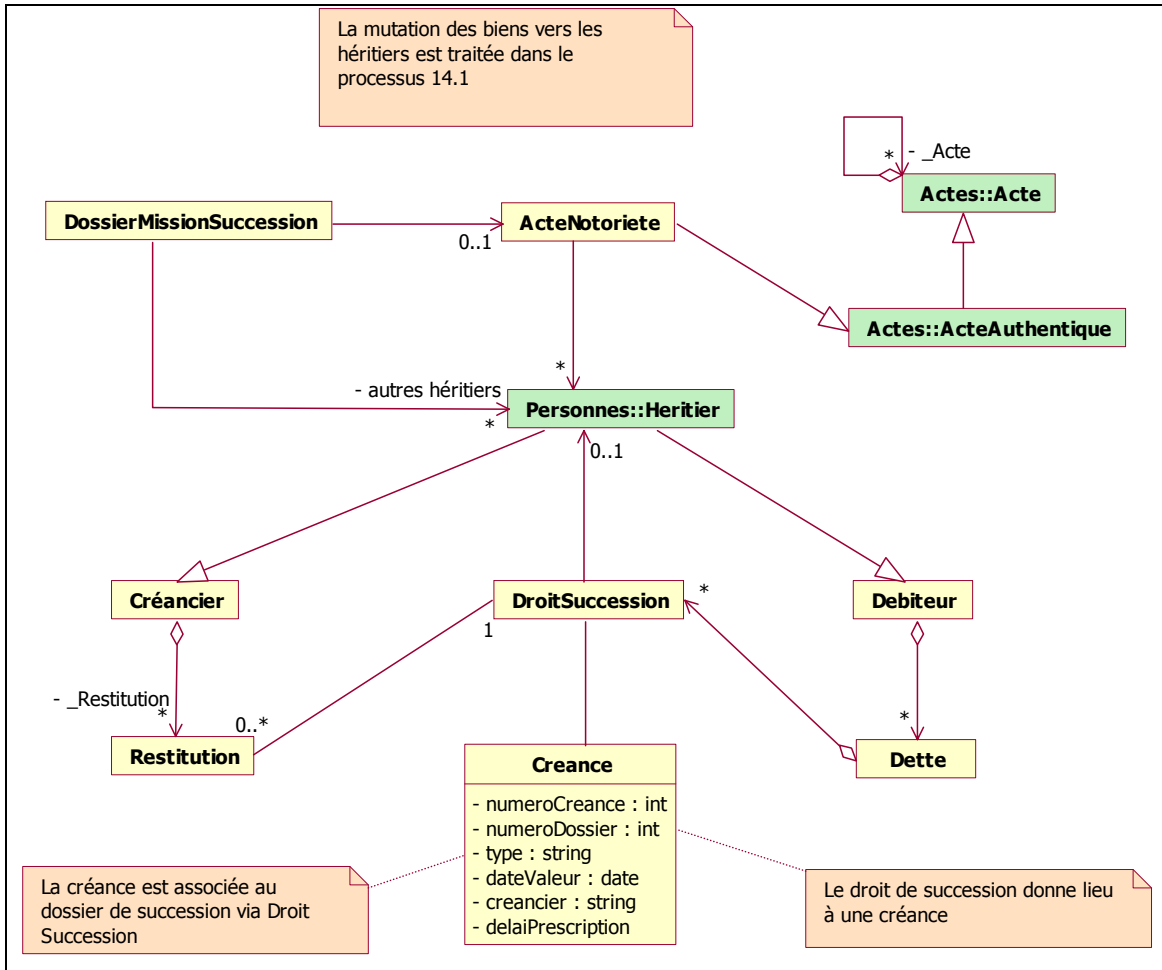 La mutation des biens vers les
héritiers est traitée dans le
processus 14.1
* - _Acte
Actes::Acte
DossierMissionSuccession
ActeNotoriete
0..1
Actes::ActeAuthentique
*
- autres héritiers
Personnes::Heritier
*
0..1
Créancier
DroitSuccession
*
Debiteur
1
- _Restitution
*
0..*
*
Restitution
Dette
Creance
- numeroCreance : int
- numeroDossier : int
- type : string
- dateValeur : date
- creancier : string
- delaiPrescription
La créance est associée au
dossier de succession via Droit
Succession
Le droit de succession donne lieu
à une créance